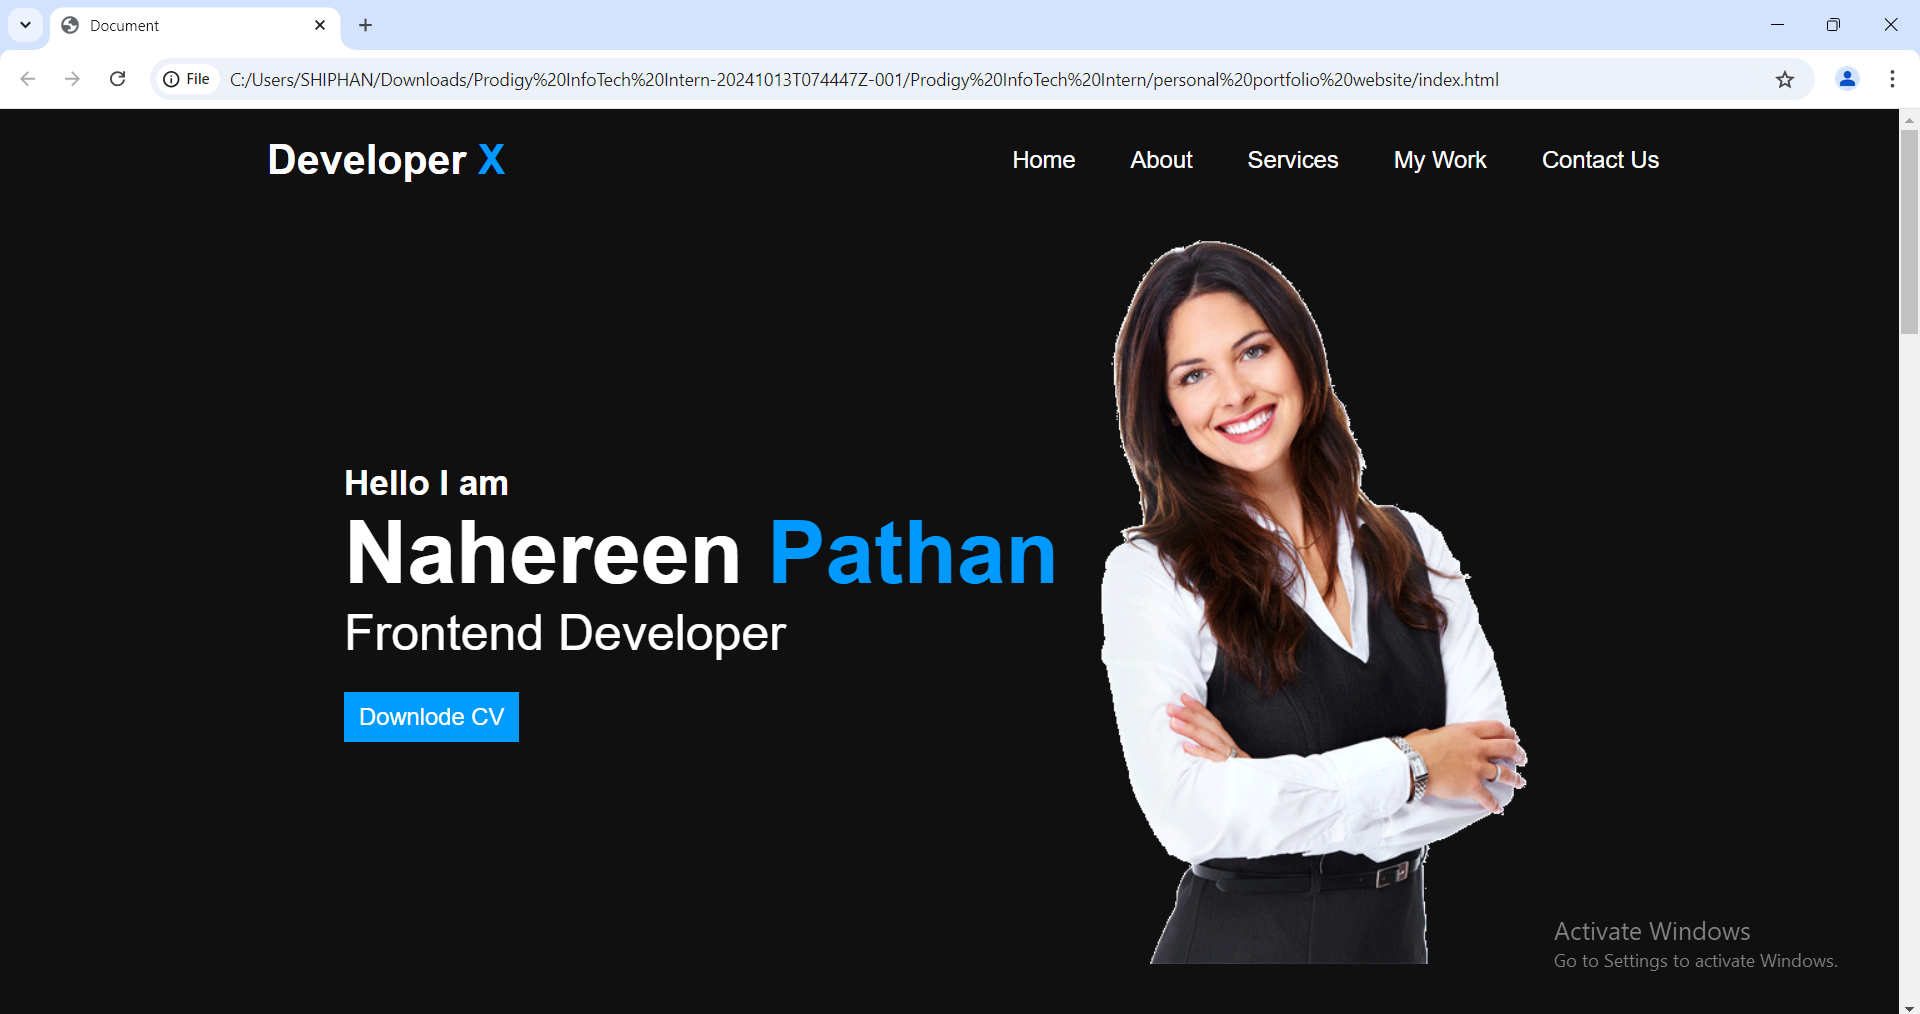 Document
File
C:/Users/SHIPHAN/Downloads/Prodigy%20InfoTech%20Intern-20241013T074447Z-001/Prodigy%20InfoTech%20Intern/personal%20portfolio%20website/index.html
Developer X
Home About Services My Work Contact Us
Hello I am
Nahereen Pathan
Frontend Developer
Downlode CV
Activate Windows
Go to Settings to activate Windows.